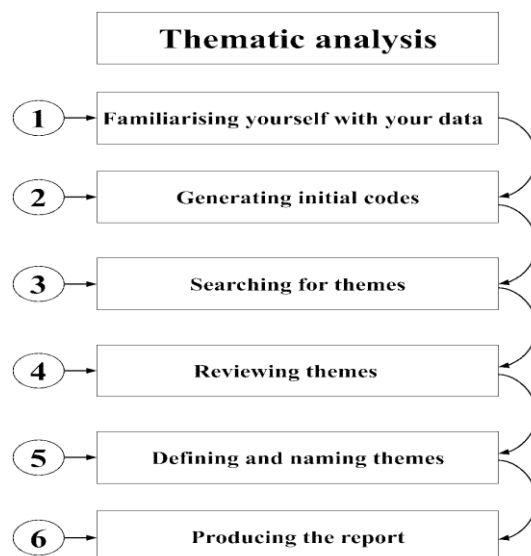 Thematic analysis
1 Familiarising yourself with your data
2 Generating initial codes
3 Searching for themes
4 Reviewing themes
5 Defining and naming themes
6 Producing the report